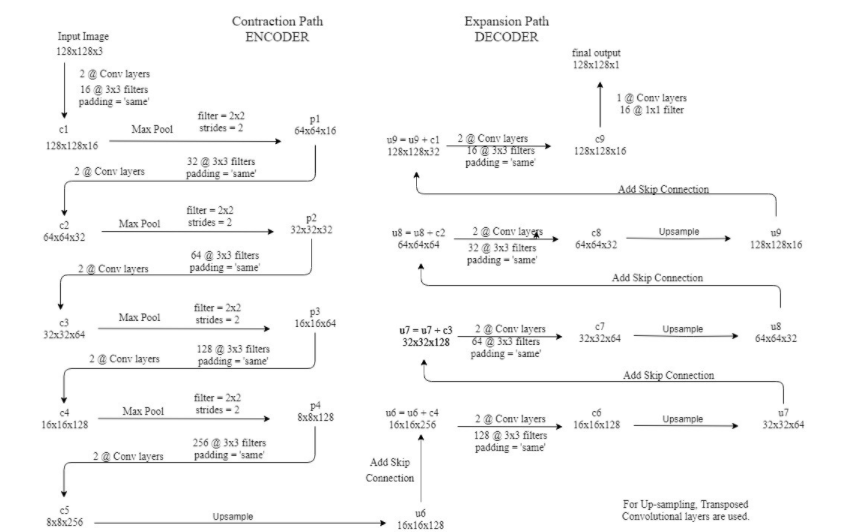 Contraction Path
ENCODER
Expansion Path
DECODER
Input Image
128x128x3
2 @ Conv layers
16 @ 3x3 filters
padding = 'same'
c1
128x128x16
Max Pool
filter = 2x2
strides = 2
p1
64x64x16
32 @ 3x3 filters
2 @ Conv layers
padding = 'same'
c2
64x64x32
Max Pool
filter = 2x2
strides = 2
p2
32x32x32
64 @ 3x3 filters
2 @ Conv layers
padding = 'same'
c3
32x32x64
Max Pool
filter = 2x2
strides = 2
p3
16x16x64
128 @ 3x3 filters
2 @ Conv layers
padding = 'same'
c4
16x16x128
Max Pool
filter = 2x2
strides = 2
p4
8x8x128
256 @ 3x3 filters
2 @ Conv layers
padding = 'same'
c5
8x8x256
Upsample
u6
16x16x128
Add Skip
Connection
u6 = u6 + c4
16x16x256
2 @ Conv layers
128 @ 3x3 filters
padding = 'same'
c6
16x16x128
Upsample
u7
32x32x64
Add Skip Connection
u7 = u7 + c3
32x32x128
2 @ Conv layers
64 @ 3x3 filters
padding = 'same'
c7
32x32x64
Upsample
u8
64x64x32
Add Skip Connection
u8 = u8 + c2
64x64x64
2 @ Conv layers
32 @ 3x3 filters
padding = 'same'
c8
64x64x32
Upsample
u9
128x128x16
Add Skip Connection
u9 = u9 + c1
128x128x32
2 @ Conv layers
16 @ 3x3 filters
padding = 'same'
c9
128x128x16
1 @ Conv layers
16 @ 1x1 filter
final output
128x128x1
For Up-sampling, Transposed
Convolutional layers are used.